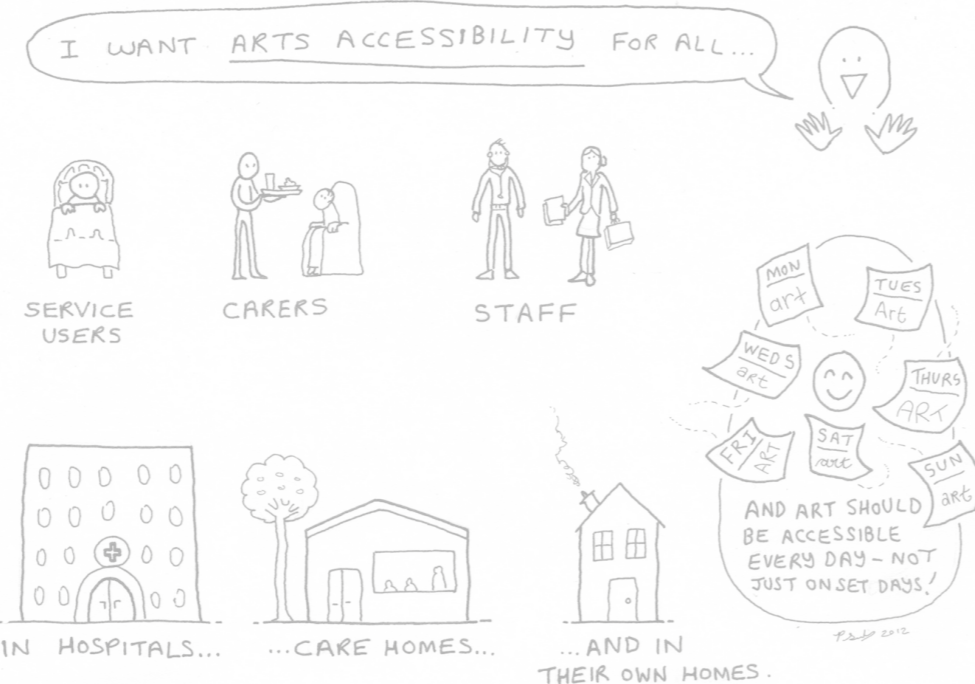 I WANT ARTS ACCESSIBILITY FOR ALL...
SERVICE
USERS
CARERS
STAFF
MON
art
TUES
Art
WEDS
art
THURS
ART
FRI
ART
SAT
art
SUN
art
AND ART SHOULD
BE ACCESSIBLE
EVERY DAY – NOT
JUST ON SET DAYS!
2012
IN HOSPITALS...
...CARE HOMES...
...AND IN
THEIR OWN HOMES.